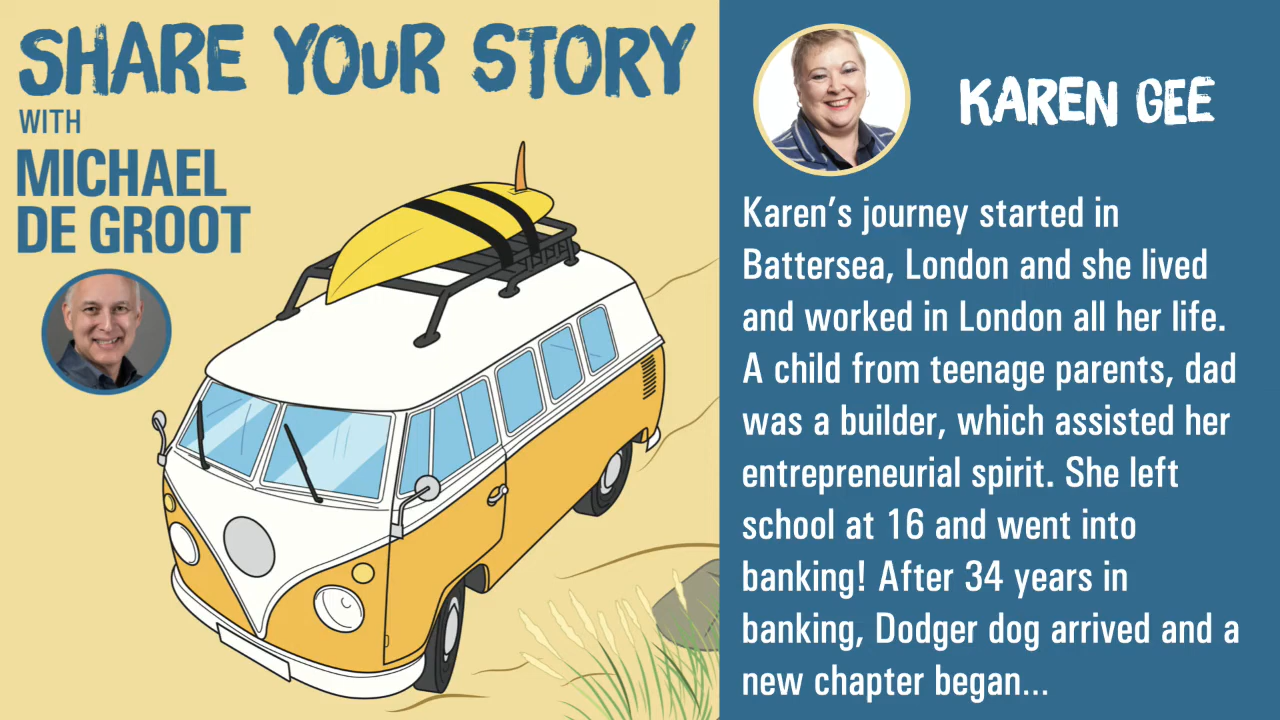 SHARE YOUR STORY
WITH
MICHAEL
DE GROOT
KAREN GEE
Karen’s journey started in
Battersea, London and she lived
and worked in London all her life.
A child from teenage parents, dad
was a builder, which assisted her
entrepreneurial spirit. She left
school at 16 and went into
banking! After 34 years in
banking, Dodger dog arrived and a
new chapter began...